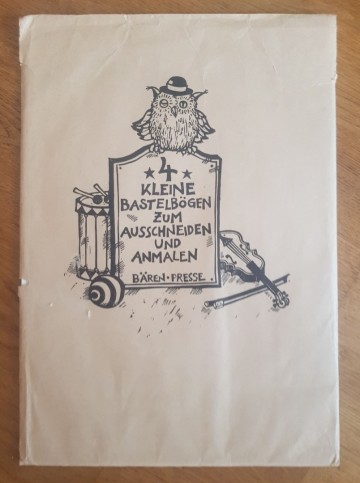 ★ 4 ★
KLEINE
BASTELBÖGEN
ZUM
AUSSCHNEIDEN
UND
ANMALEN
BÄREN • PRESSE